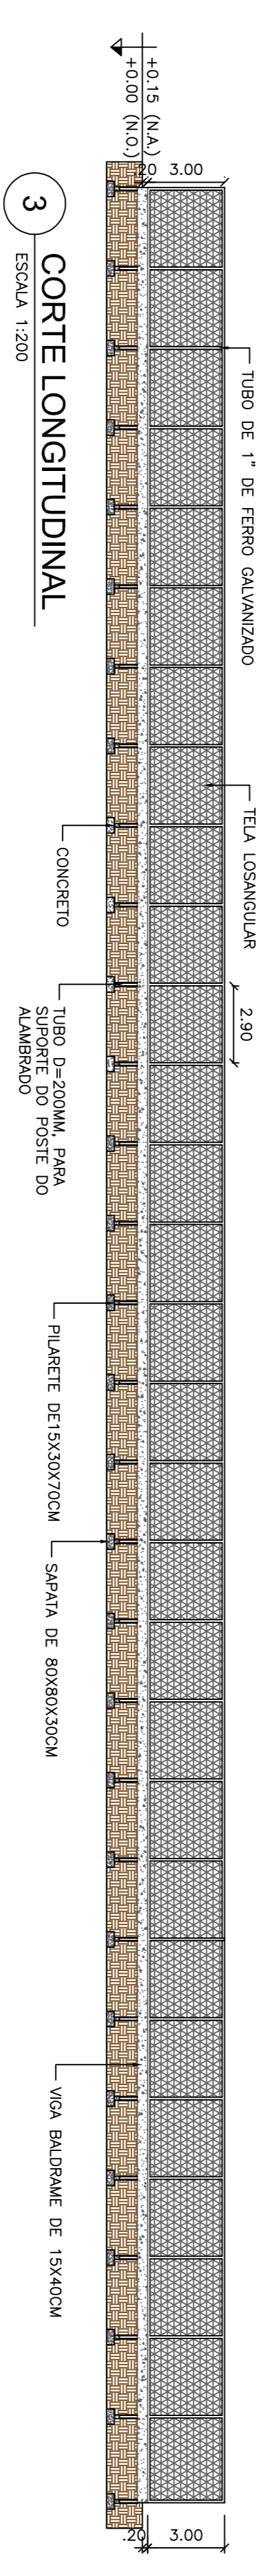 +0.15 (N.A.)
+0.00 (N.O.)
.20 3.00
TUBO DE 1" DE FERRO GALVANIZADO
TELA LOSANGULAR
2.90
CONCRETO
TUBO D=200MM, PARA
SUPORTE DO POSTE DO
ALAMBRADO
PILARETE DE15X30X70CM
SAPATA DE 80X80X30CM
VIGA BALDRAME DE 15X40CM
.20 3.00
3
CORTE LONGITUDINAL
ESCALA 1:200